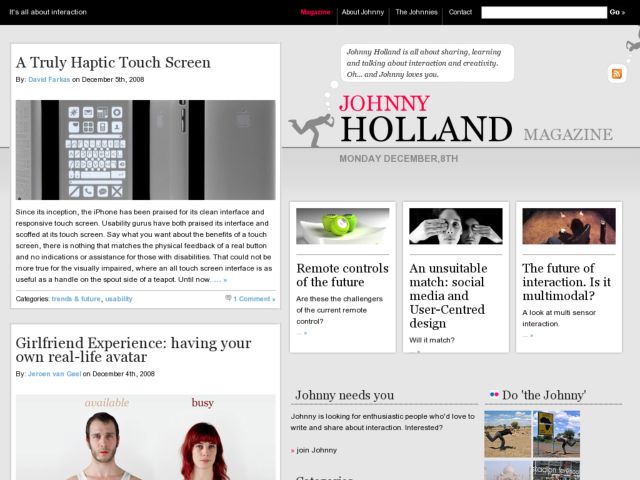 It's all about interaction
Magazine
About Johnny
The Johnnies
Contact
Go »
A Truly Haptic Touch Screen
By: David Farkas on December 5th, 2008
Since its inception, the iPhone has been praised for its clean interface and
responsive touch screen. Usability gurus have both praised its interface and
scoffed at its touch screen. Say what you want about the benefits of a touch
screen, there is nothing that matches the physical feedback of a real button
and no indications or assistance for those with disabilities. That could not be
more true for the visually impaired, where an all touch screen interface is as
useful as a handle on the spout side of a teapot. Until now, ... »
Categories: trends & future, usability
1 Comment »
Girlfriend Experience: having your
own real-life avatar
By: Jeroen van Geel on December 4th, 2008
available
busy
Johnny Holland is all about sharing, learning
and talking about interaction and creativity.
Oh... and Johnny loves you.
JOHNNY
HOLLAND MAGAZINE
MONDAY DECEMBER,8TH
Remote controls
of the future
Are these the challengers
of the current remote
control?
... »
An unsuitable
match: social
media and
User-Centred
design
Will it match?
... »
The future of
interaction. Is it
multimodal?
A look at multi sensor
interaction.
... »
Johnny needs you
Johnny is looking for enthusiastic people who'd love to
write and share about interaction. Interested?
» join Johnny
Categories
Do 'the Johnny'